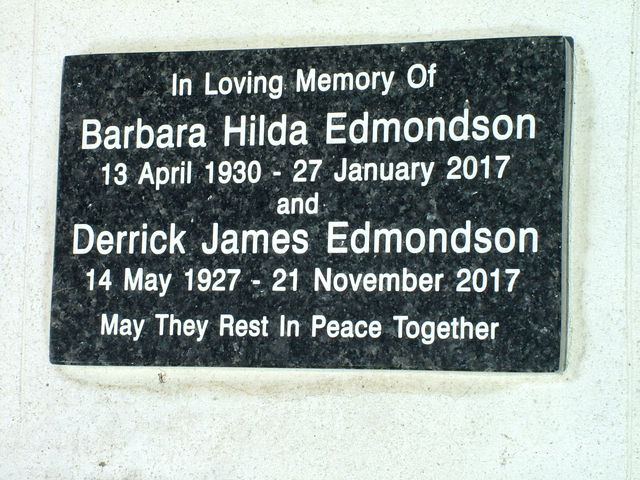 In Loving Memory Of
Barbara Hilda Edmondson
13 April 1930 - 27 January 2017
and
Derrick James Edmondson
14 May 1927 - 21 November 2017
May They Rest In Peace Together